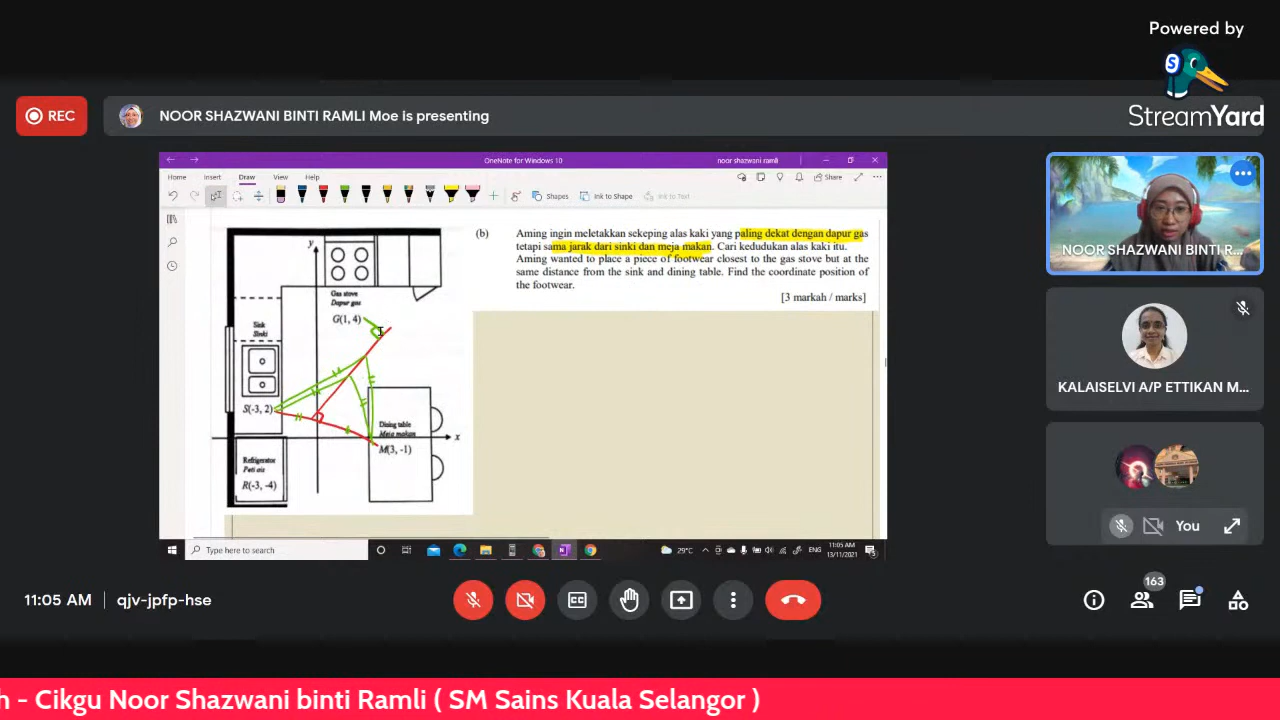 Powered by
S
StreamYard
REC
NOOR SHAZWANI BINTI RAMLI Moe is presenting
OneNote for Windows 10
noor shazwani ramli
Home Insert Draw View Help
Share
Shapes
Ink to Shape
Ink to Text
(b) Aming ingin meletakkan sekeping alas kaki yang paling dekat dengan dapur gas
tetapi sama jarak dari sinki dan meja makan. Cari kedudukan alas kaki itu.
Aming wanted to place a piece of footwear closest to the gas stove but at the
same distance from the sink and dining table. Find the coordinate position of
the footwear.
[3 markah / marks]
y
Gas stove
Dapur gas
G(1, 4)
Sink
Sinki
S(-3, 2)
Dining table
Meja makan
x
M(3, -1)
Refrigerator
Peti ais
R(-3, -4)
Type here to search
29°C
ENG
11:05 AM
13/11/2021
NOOR SHAZWANI BINTI R...
KALAISELVI A/P ETTIKAN M...
You
11:05 AM | qjv-jpfp-hse
163
h - Cikgu Noor Shazwani binti Ramli ( SM Sains Kuala Selangor )